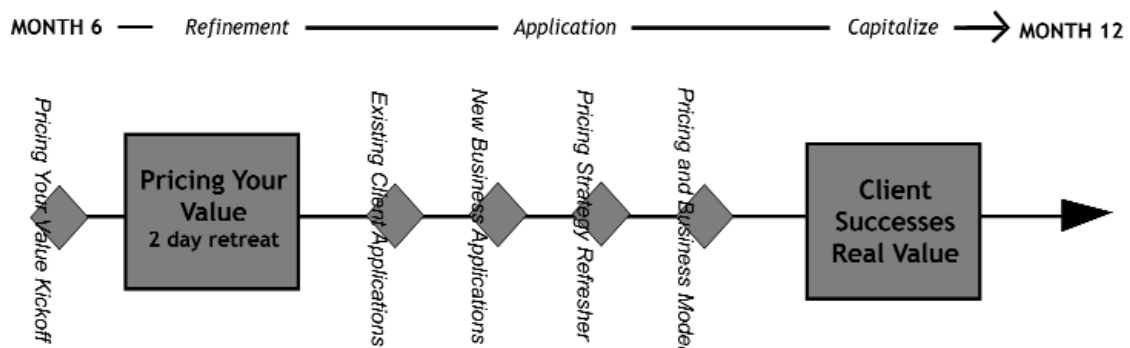 MONTH 6
Refinement
Application
Capitalize
MONTH 12
Pricing Your Value Kickoff
Pricing Your
Value
2 day retreat
Existing Client Applications
New Business Applications
Pricing Strategy Refresher
Pricing and Business Model
Client
Successes
Real Value